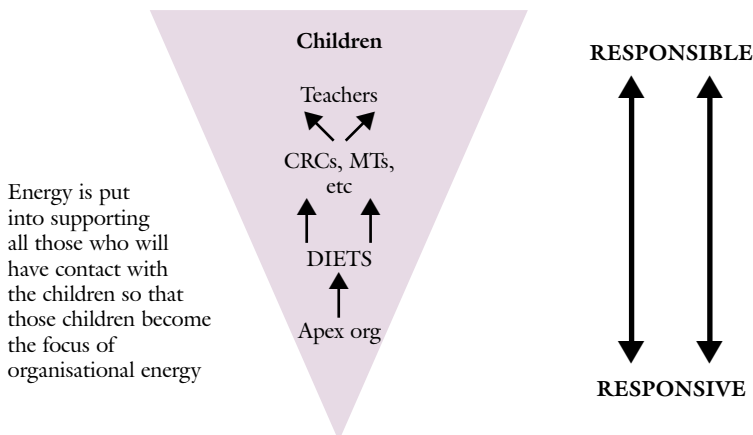 Children
Teachers
CRCs, MTs,
etc
DIETS
Apex org
Energy is put
into supporting
all those who will
have contact with
the children so that
those children become
the focus of
organisational energy
RESPONSIBLE
RESPONSIVE